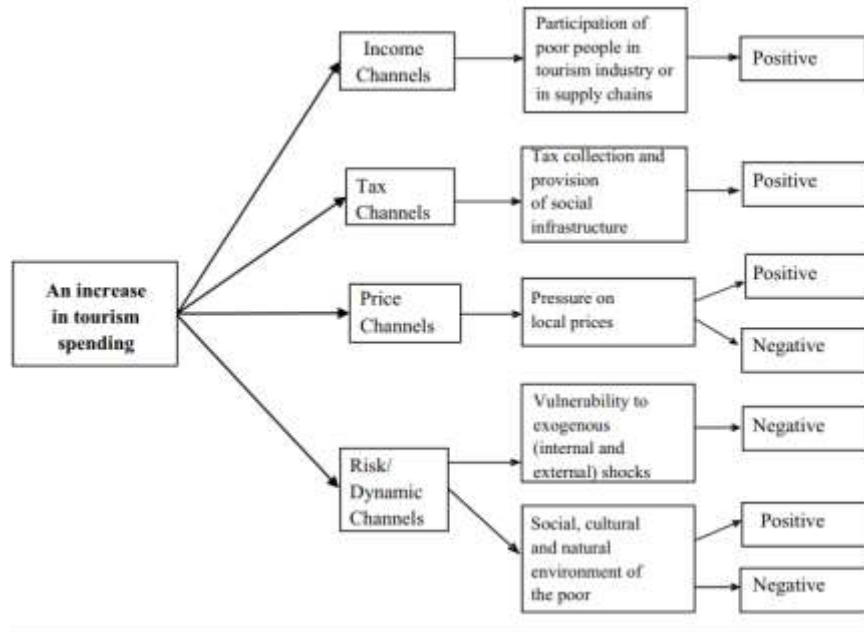 An increase
in tourism
spending
Income
Channels
Participation of
poor people in
tourism industry or
in supply chains
Positive
Tax
Channels
Tax collection and
provision
of social
infrastructure
Positive
Price
Channels
Pressure on
local prices
Positive
Negative
Risk/
Dynamic
Channels
Vulnerability to
exogenous
(internal and
external) shocks
Negative
Social, cultural
and natural
environment of
the poor
Positive
Negative